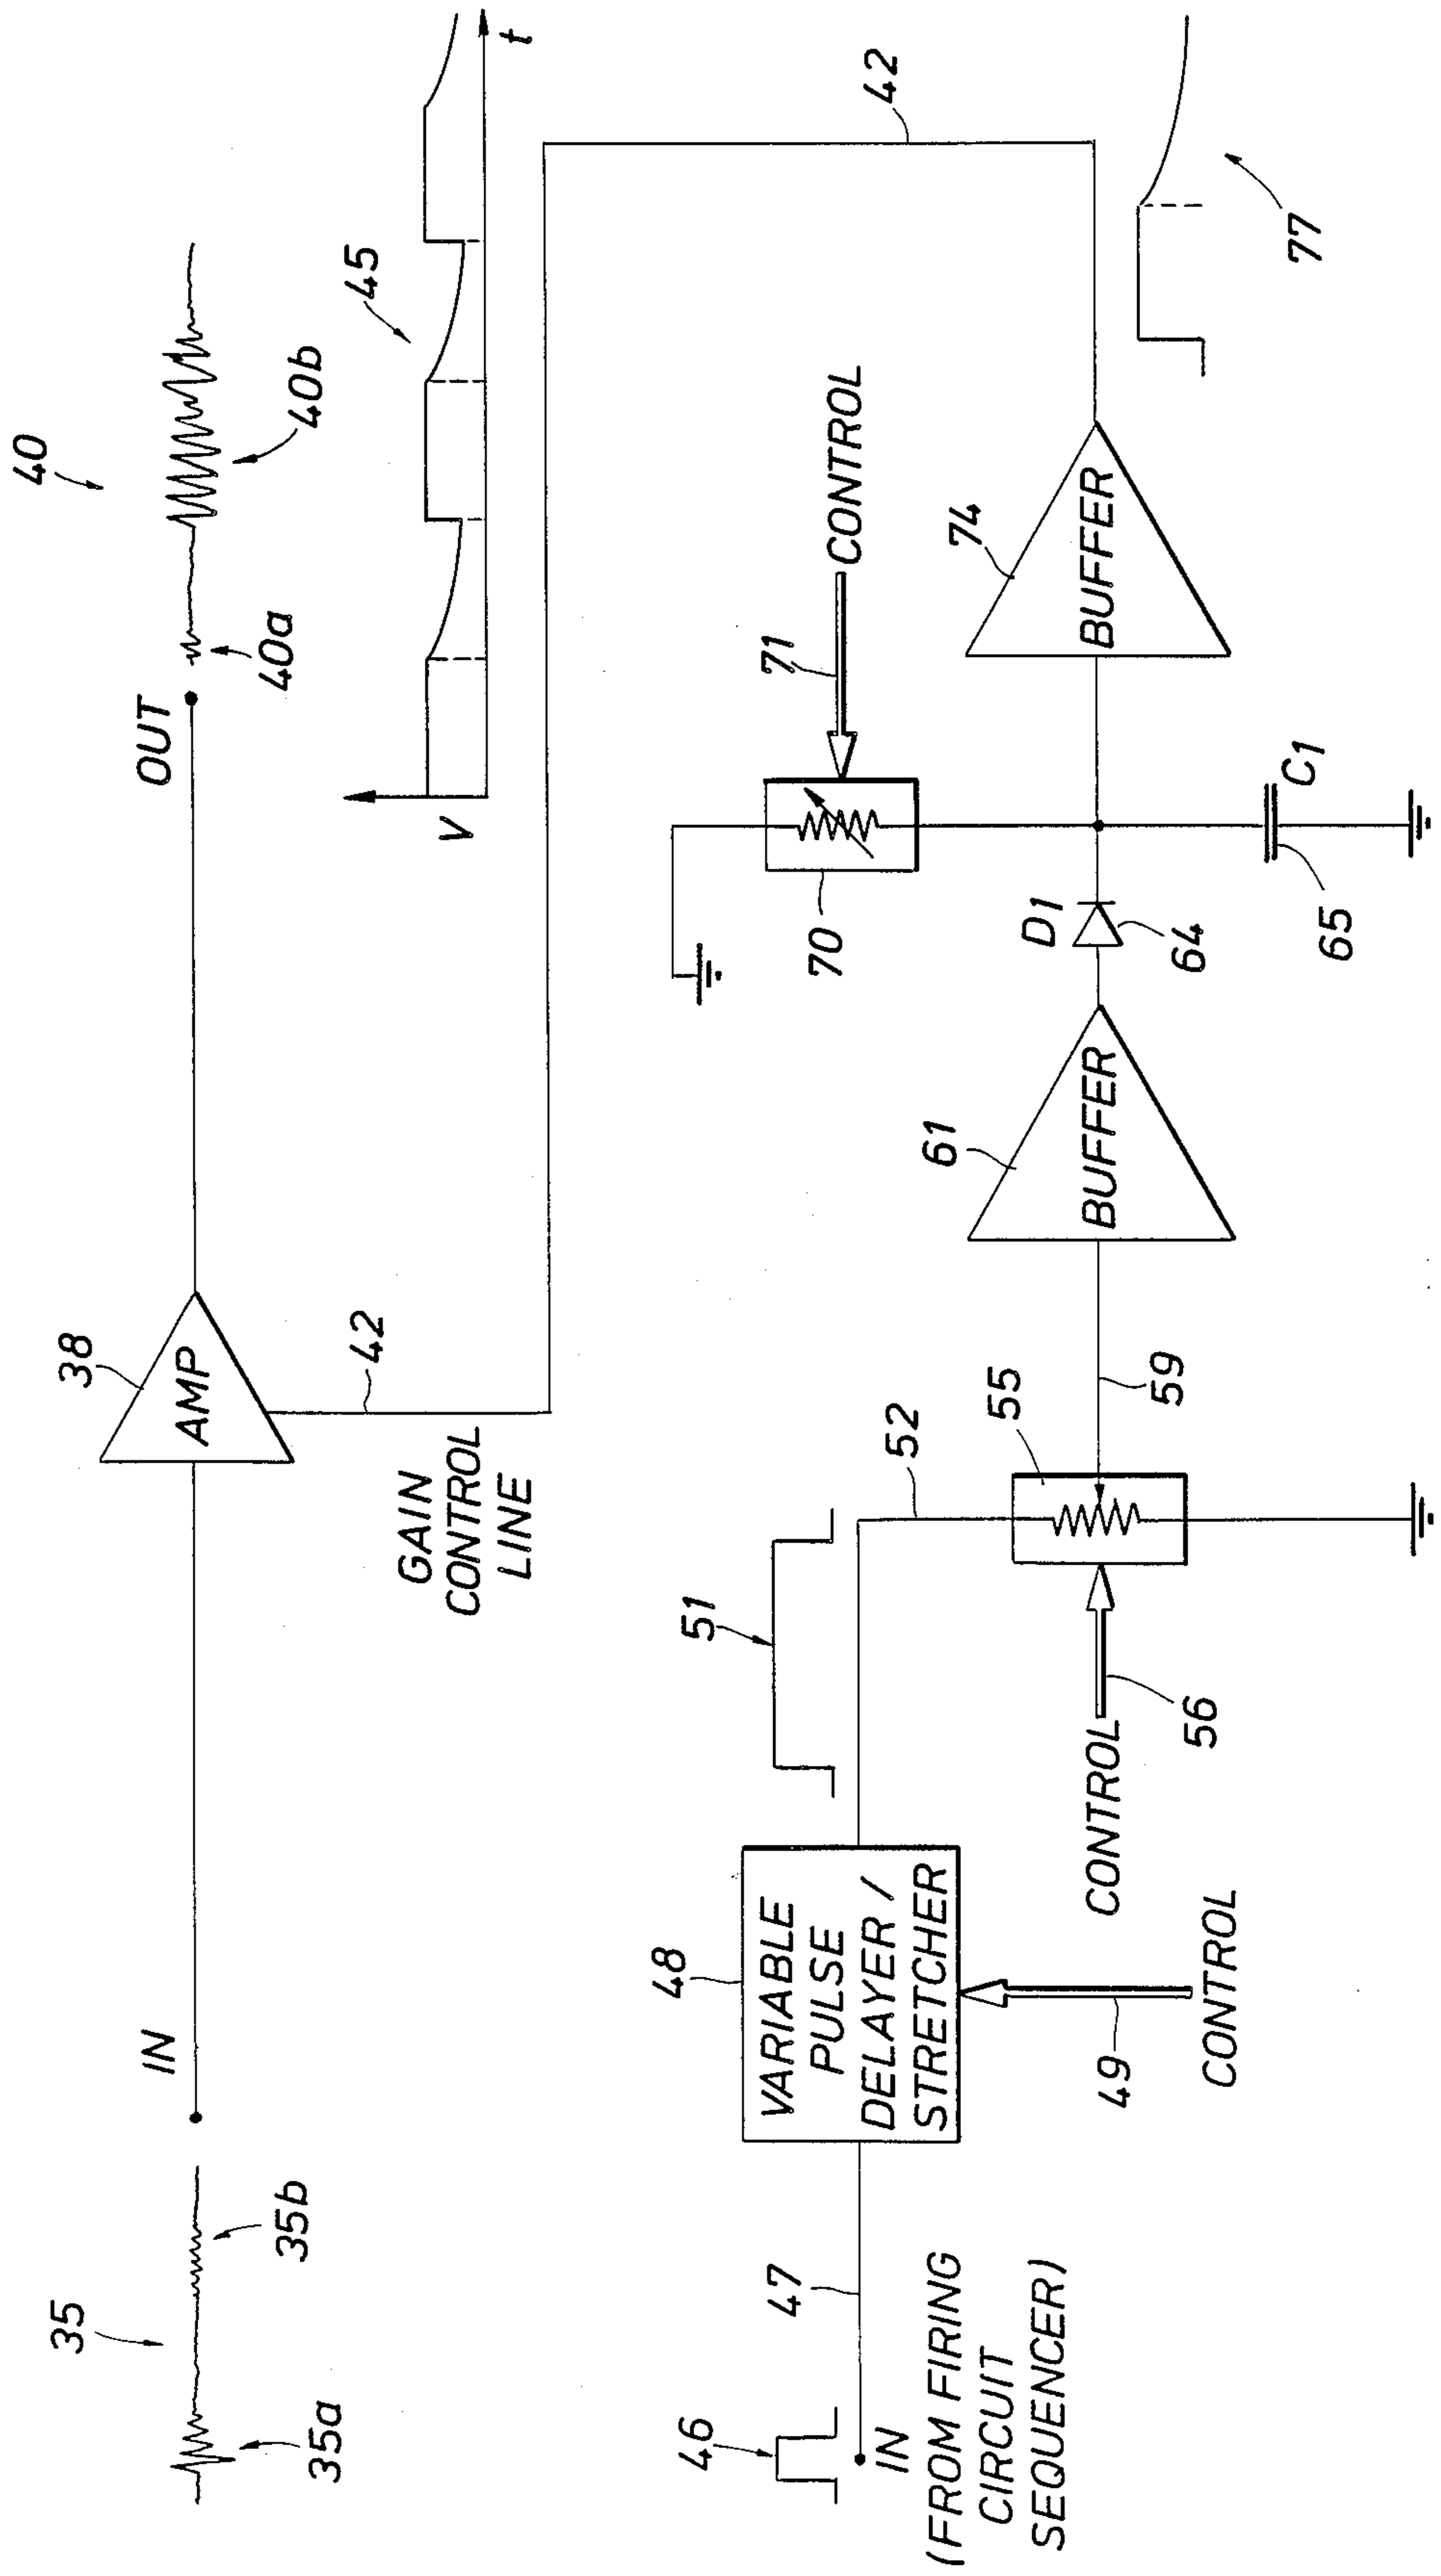 40
35
38
IN
AMP
OUT
35a
35b
40a
40b
GAIN
CONTROL
LINE
42
V
45
t
46
47
48
51
52
71
CONTROL
42
IN
(FROM FIRING
CIRCUIT
SEQUENCER)
VARIABLE
PULSE
DELAYER /
STRETCHER
49
CONTROL
CONTROL
56
55
59
61
BUFFER
70
D1
64
65
C1
74
BUFFER
77